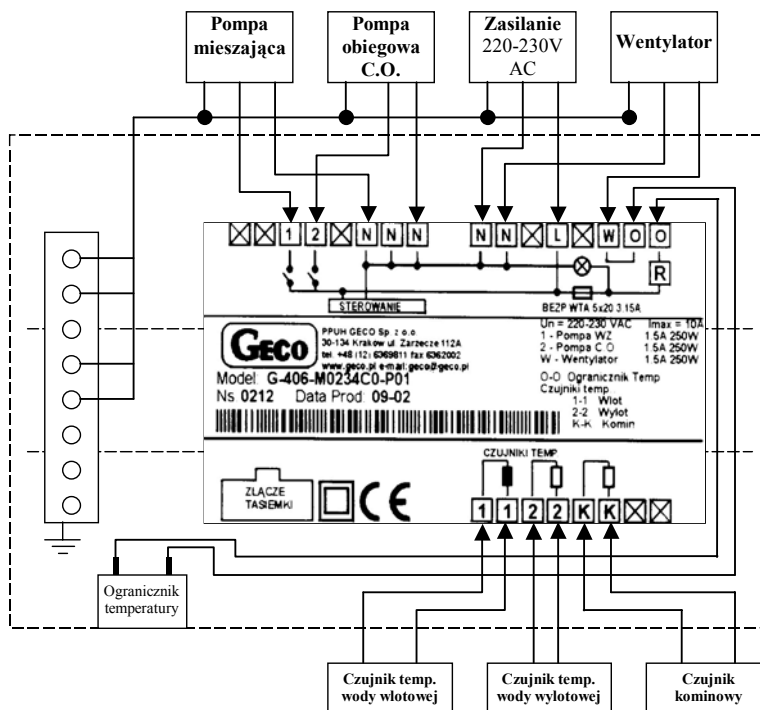 Pompa
mieszająca
Pompa
obiegowa
C.O.
Zasilanie
220-230V
AC
Wentylator
1 2 N N N N N L W O O
R
STEROWANIE
BEZP WTA 5x20 3.15A
GECO
PPUH GECO Sp. z o.o.
30-134 Krakow ul. Zarzecze 112A
tel. +48 (12) 6369811 fax 6362002
www.geco.pl e-mail: geco@geco.pl
Model: G-406-M0234C0-P01
Ns 0212 Data Prod: 09-02
Un = 220-230 VAC Imax = 10A
1 - Pompa WZ 1.5A 250W
2 - Pompa C O 1.5A 250W
W - Wentylator 1.5A 250W
O-O Ogranicznik Temp
Czujniki temp
1-1 Wlot
2-2 Wylot
K-K Komin
CZUJNIKI TEMP
ZŁĄCZE
TASIEMKI
CE
1 1 2 2 K K
Ogranicznik
temperatury
Czujnik temp.
wody wlotowej
Czujnik temp.
wody wylotowej
Czujnik
kominowy